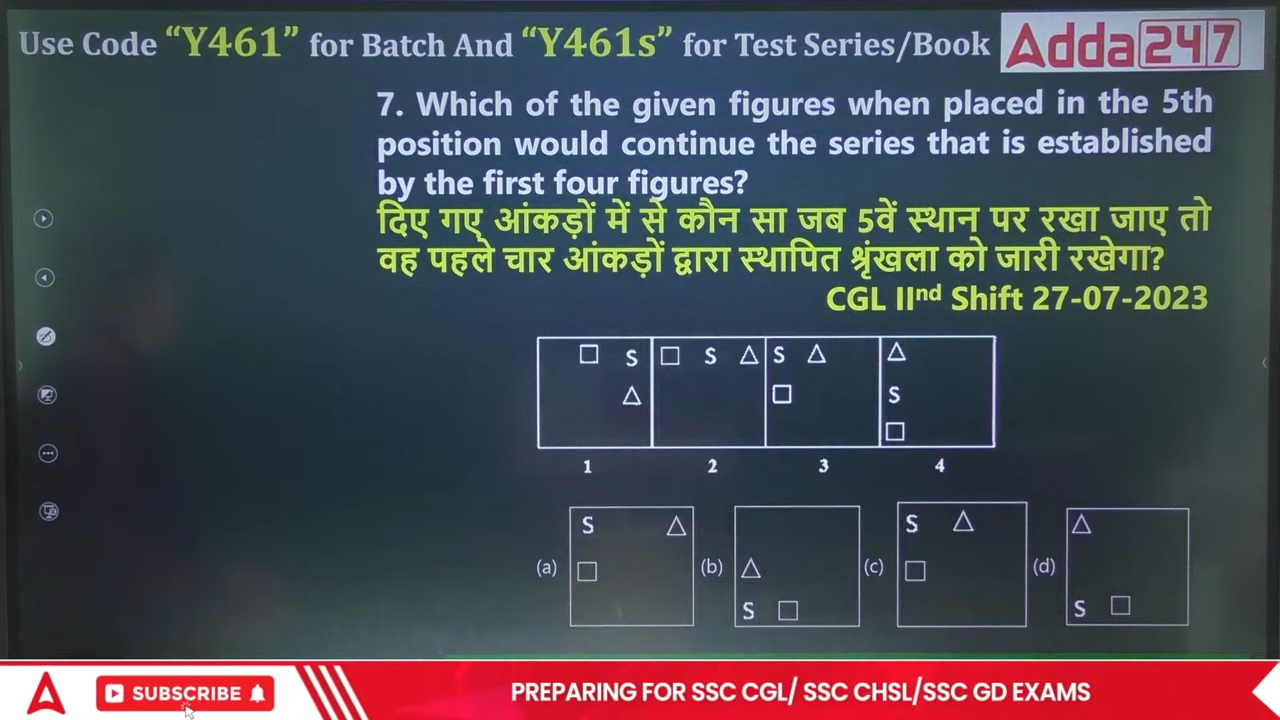 Use Code “Y461” for Batch And “Y461s” for Test Series/Book
Adda247
7. Which of the given figures when placed in the 5th
position would continue the series that is established
by the first four figures?
दिए गए आंकड़ों में से कौन सा जब 5वें स्थान पर रखा जाए तो
वह पहले चार आंकड़ों द्वारा स्थापित श्रृंखला को जारी रखेगा?
CGL IInd Shift 27-07-2023
□ S □ S △ S △ △
△ □ S
□
1 2 3 4
S △ S △ △
(a) □ (b) △ (c) □ (d)
S □ S □
SUBSCRIBE
PREPARING FOR SSC CGL/ SSC CHSL/SSC GD EXAMS